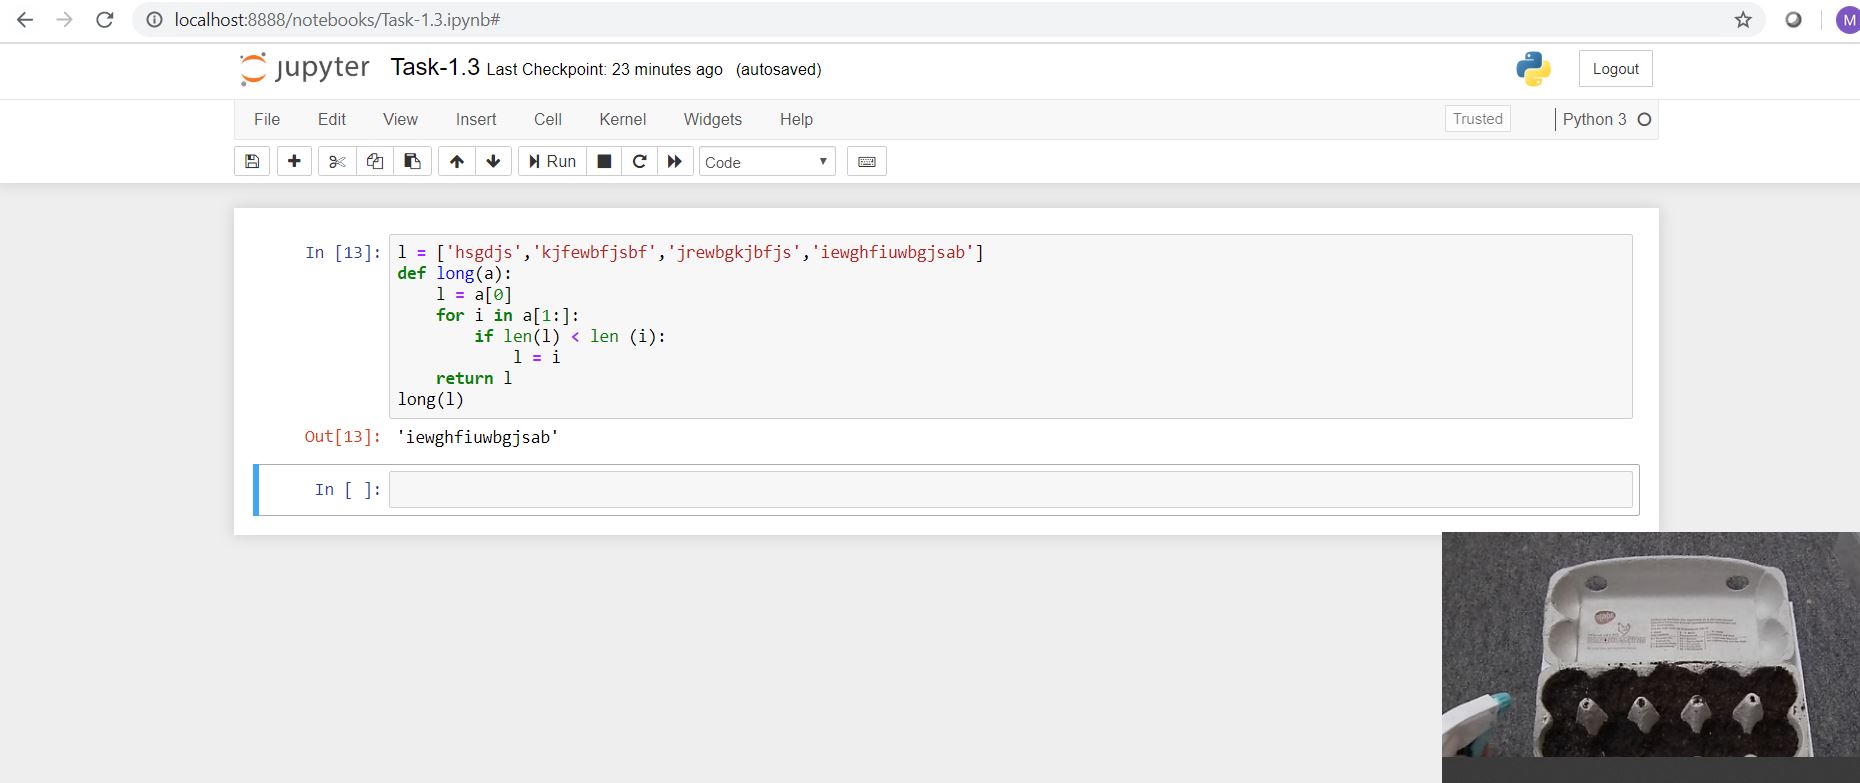 localhost:8888/notebooks/Task-1.3.ipynb#
M
jupyter Task-1.3 Last Checkpoint: 23 minutes ago (autosaved)
Logout
File Edit View Insert Cell Kernel Widgets Help
Trusted
Python 3
Run
Code
In [13]: l = ['hsgdjs','kjfewbfjsbf','jrewbgkjbfjs','iewghfiuwbgjsab']
def long(a):
    l = a[0]
    for i in a[1:]:
        if len(l) < len (i):
            l = i
    return l
long(l)
Out[13]: 'iewghfiuwbgjsab'
In [ ]: